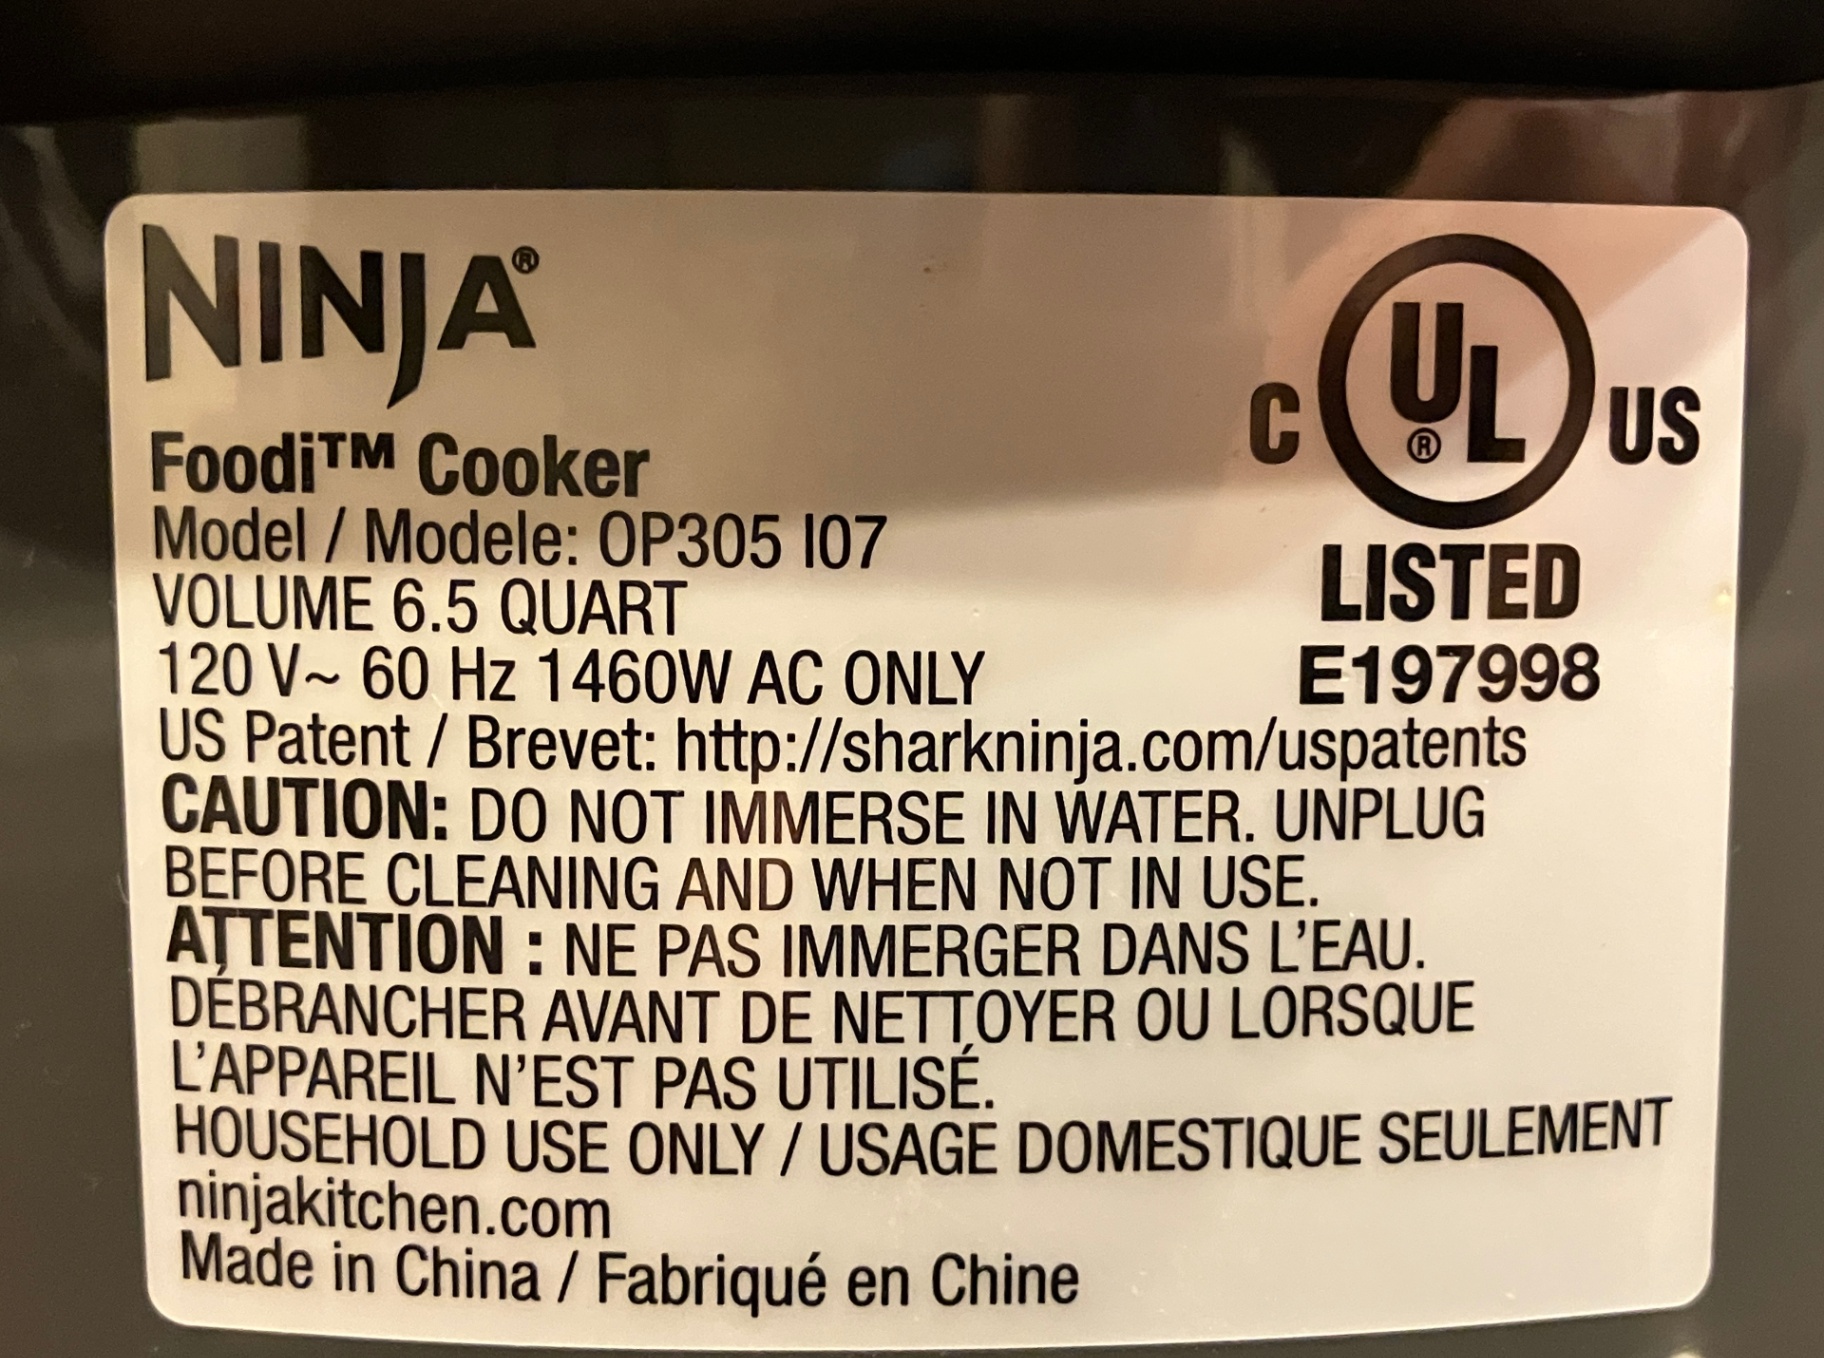 NINJA®
Foodi™ Cooker
Model / Modele: OP305 I07
VOLUME 6.5 QUART
120 V~ 60 Hz 1460W AC ONLY
US Patent / Brevet: http://sharkninja.com/uspatents
CAUTION: DO NOT IMMERSE IN WATER. UNPLUG
BEFORE CLEANING AND WHEN NOT IN USE.
ATTENTION : NE PAS IMMERGER DANS L'EAU.
DÉBRANCHER AVANT DE NETTOYER OU LORSQUE
L'APPAREIL N'EST PAS UTILISÉ.
HOUSEHOLD USE ONLY / USAGE DOMESTIQUE SEULEMENT
ninjakitchen.com
Made in China / Fabriqué en Chine
C UL® US
LISTED
E197998